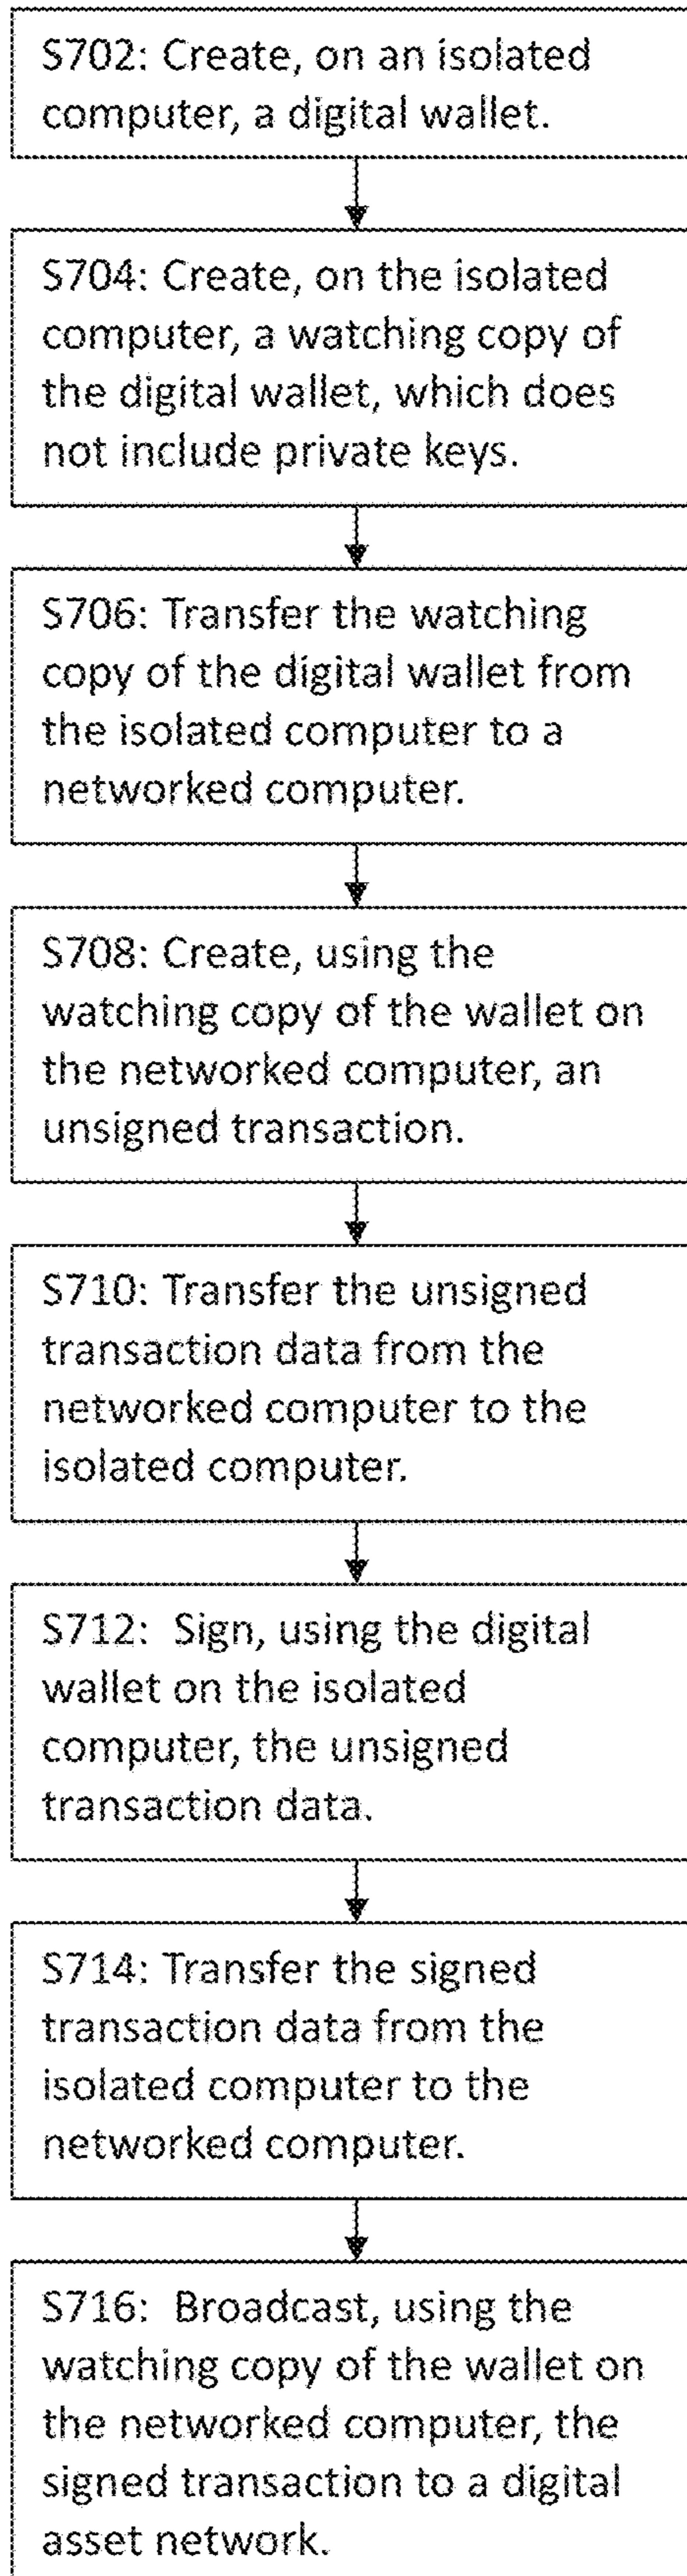 S702: Create, on an isolated
computer, a digital wallet.
S704: Create, on the isolated
computer, a watching copy of
the digital wallet, which does
not include private keys.
S706: Transfer the watching
copy of the digital wallet from
the isolated computer to a
networked computer.
S708: Create, using the
watching copy of the wallet on
the networked computer, an
unsigned transaction.
S710: Transfer the unsigned
transaction data from the
networked computer to the
isolated computer.
S712:  Sign, using the digital
wallet on the isolated
computer, the unsigned
transaction data.
S714: Transfer the signed
transaction data from the
isolated computer to the
networked computer.
S716:  Broadcast, using the
watching copy of the wallet on
the networked computer, the
signed transaction to a digital
asset network.